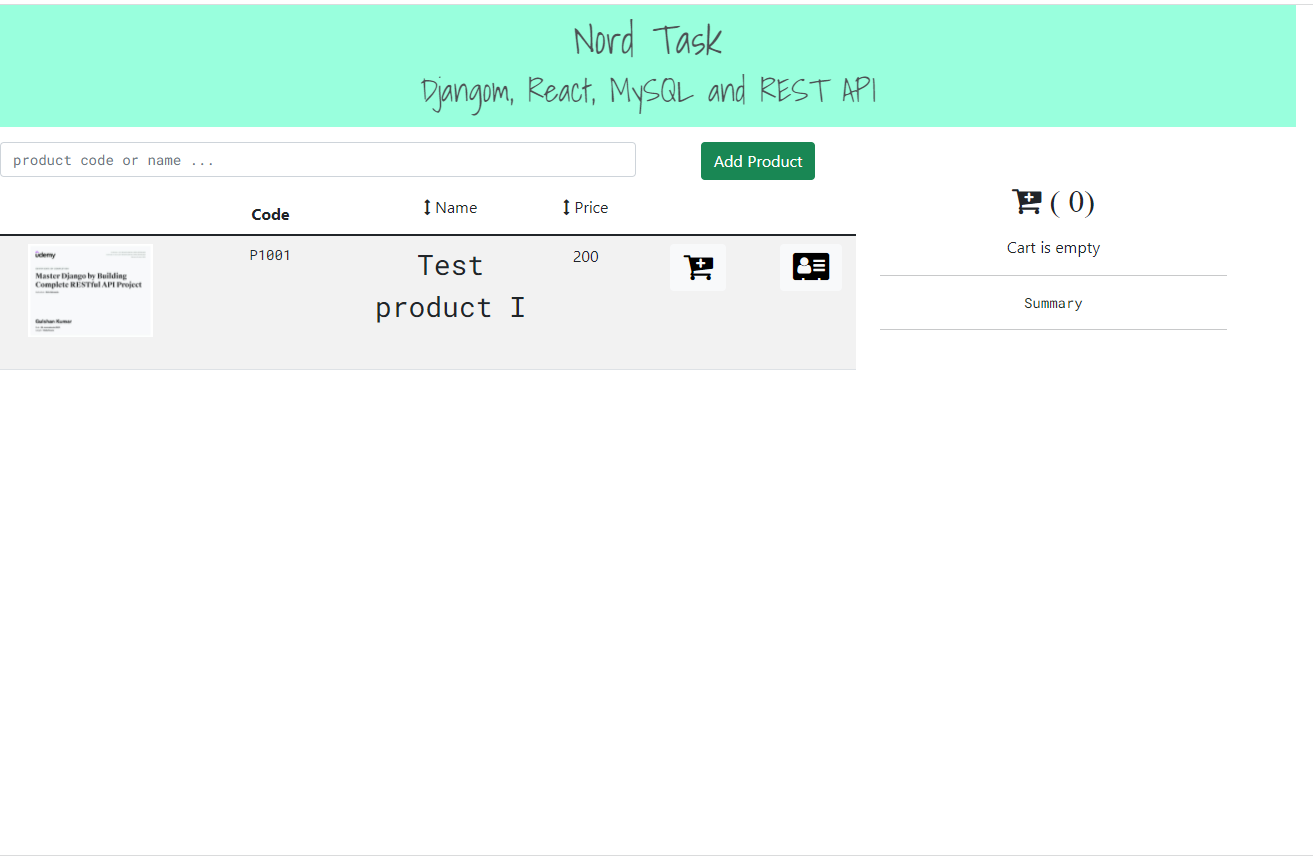 Nord Task
Djangom, React, MySQL and REST API
product code or name ...
Add Product
( 0)
Code
Name
Price
Cart is empty
ûdemy
Master Django by Building
Complete RESTful API Project
Gulshan Kumar
P1001
Test
product I
200
Summary